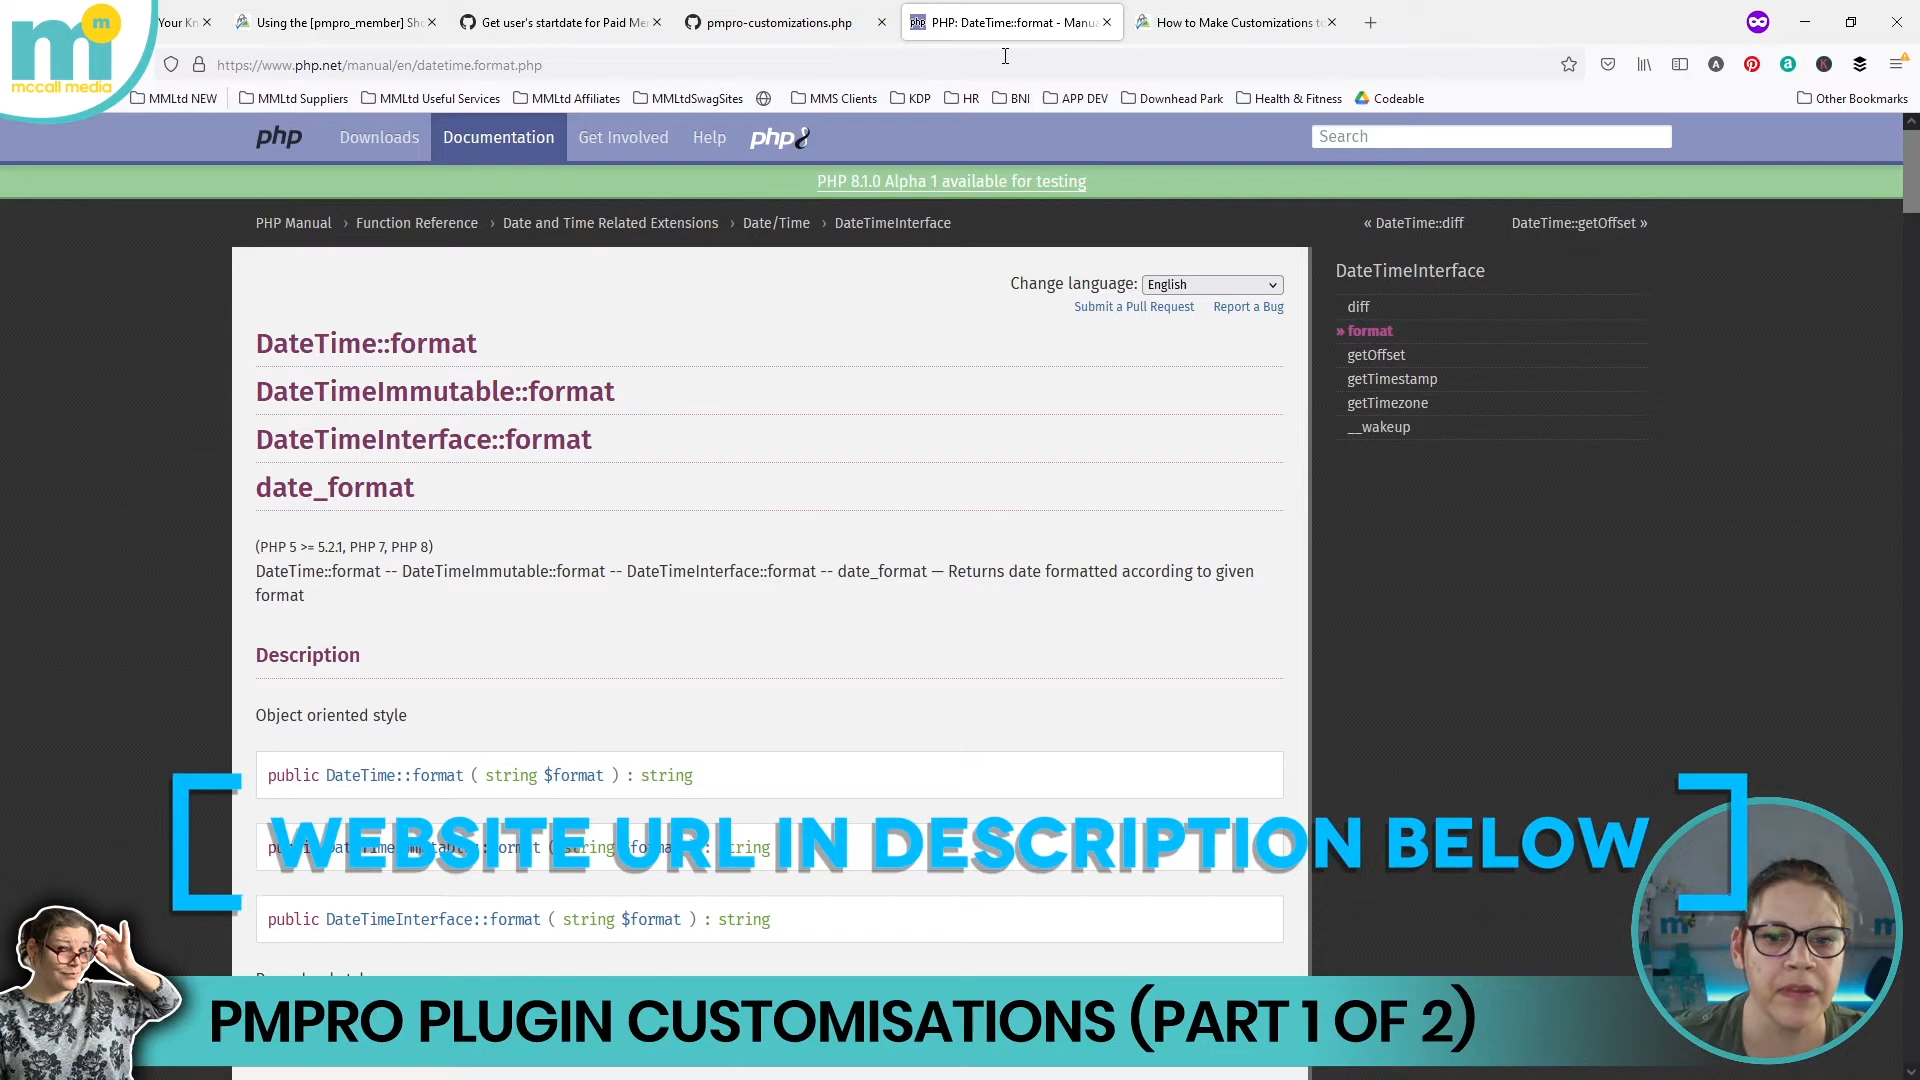 Your Kn
Using the [pmpro_member] Sho
Get user's startdate for Paid Me
pmpro-customizations.php
php
PHP: DateTime::format - Manua
How to Make Customizations to
m
m
mccall media
https://www.php.net/manual/en/datetime.format.php
MMLtd NEW
MMLtd Suppliers
MMLtd Useful Services
MMLtd Affiliates
MMLtdSwagSites
MMS Clients
KDP
HR
BNI
APP DEV
Downhead Park
Health & Fitness
Codeable
Other Bookmarks
php
Downloads
Documentation
Get Involved
Help
php8
Search
PHP 8.1.0 Alpha 1 available for testing
PHP Manual › Function Reference › Date and Time Related Extensions › Date/Time › DateTimeInterface
« DateTime::diff
DateTime::getOffset »
Change language: English
Submit a Pull Request Report a Bug
DateTimeInterface
diff
» format
getOffset
getTimestamp
getTimezone
__wakeup
DateTime::format
DateTimeImmutable::format
DateTimeInterface::format
date_format
(PHP 5 >= 5.2.1, PHP 7, PHP 8)
DateTime::format -- DateTimeImmutable::format -- DateTimeInterface::format -- date_format — Returns date formatted according to given
format
Description
Object oriented style
public DateTime::format ( string $format ) : string
WEBSITE URL IN DESCRIPTION BELOW
public DateTimeInterface::format ( string $format ) : string
PMPRO PLUGIN CUSTOMISATIONS (PART 1 OF 2)